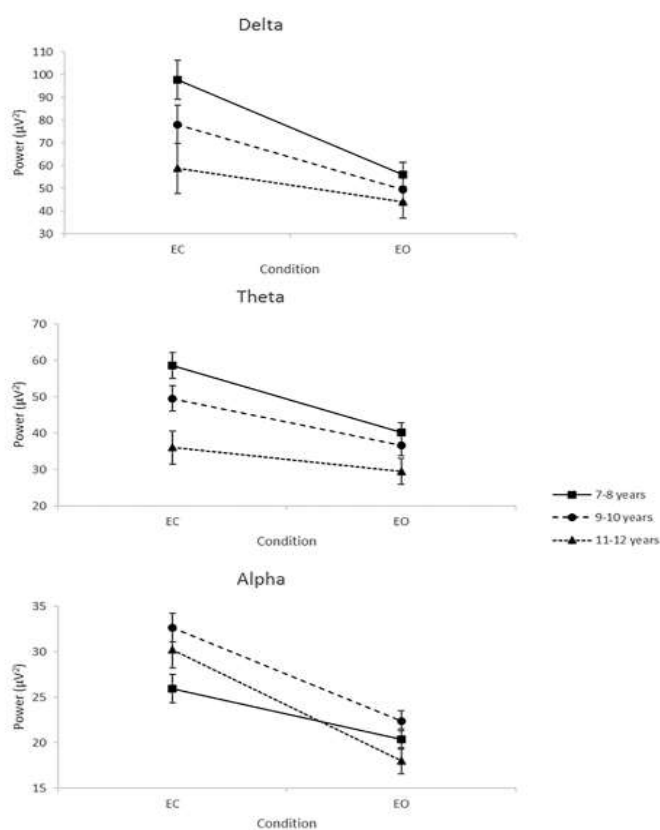 Delta
110
100
90
80
70
60
50
40
30
Power (μV²)
EC
EO
Condition
Theta
70
60
50
40
30
20
Power (μV²)
EC
EO
Condition
7-8 years
9-10 years
11-12 years
Alpha
35
30
25
20
15
Power (μV²)
EC
EO
Condition